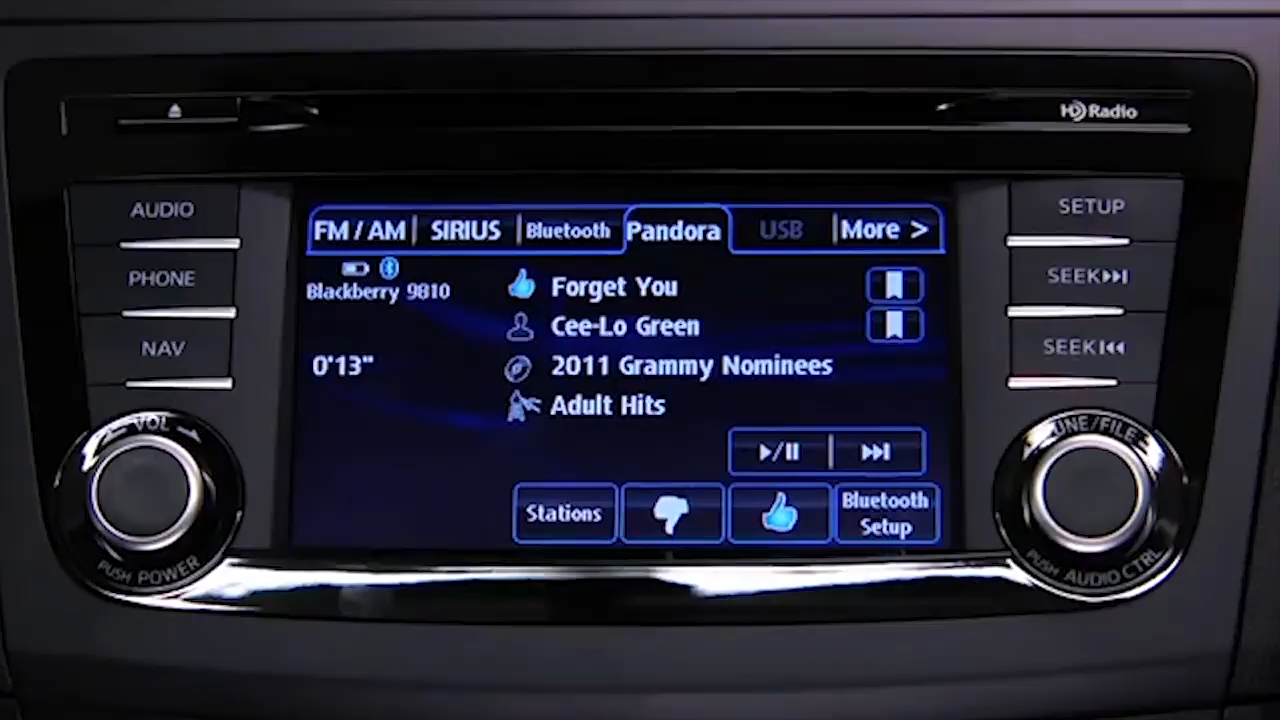 HD Radio
AUDIO
PHONE
NAV
VOL
PUSH POWER
FM / AM SIRIUS Bluetooth Pandora USB More >
Blackberry 9810
0'13"
Forget You
Cee-Lo Green
2011 Grammy Nominees
Adult Hits
Stations
Bluetooth
Setup
SETUP
SEEK
SEEK
TUNE/FILE
PUSH AUDIO CTRL